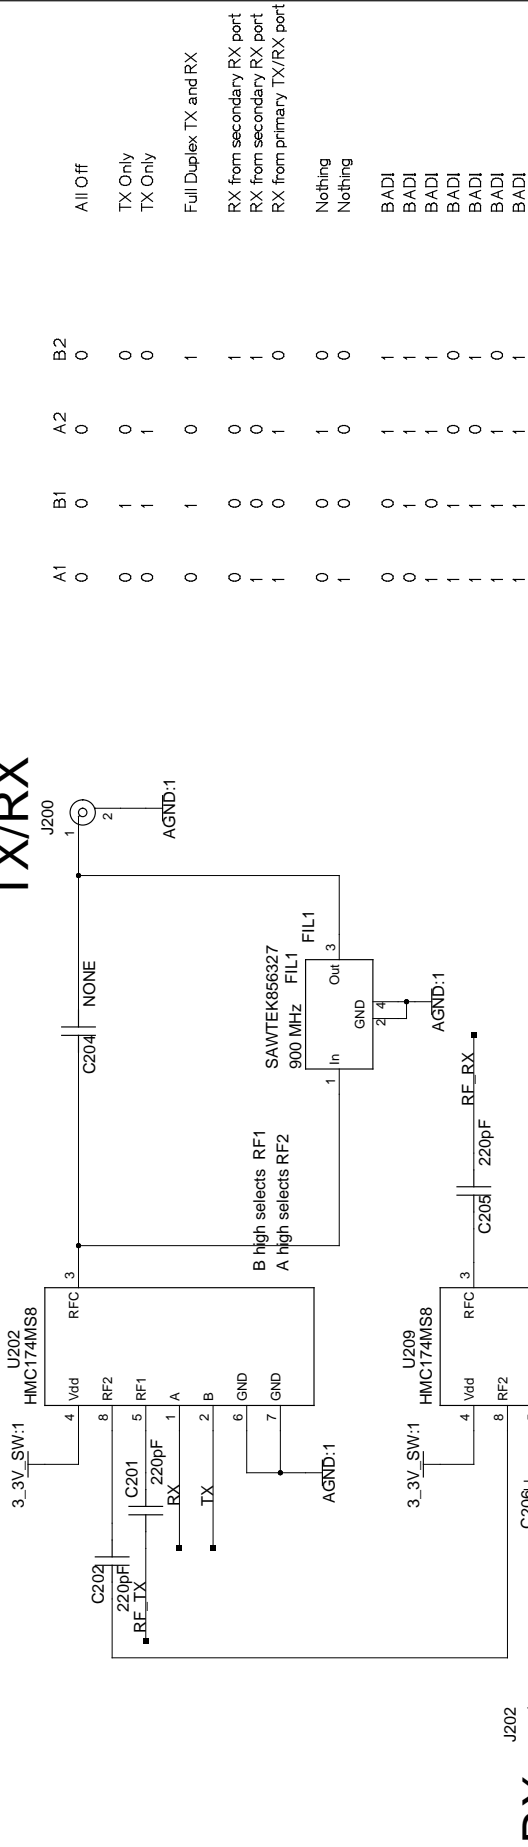 TX/RX
3_3V_SW:1
U202
HMC174MS8
4 Vdd
RFC 3
8 RF2
5 RF1
1 A
2 B
6 GND
7 GND
C202
220pF
C201
220pF
RF_TX
RX
TX
AGND:1
C204 NONE
J200
1
2
AGND:1
B high selects RF1
A high selects RF2
SAWTEK856327
900 MHz FIL1
FIL1
1 In
Out 3
GND
2 4
AGND:1
A1 B1 A2 B2
0 0 0 0 All Off
0 1 0 0 TX Only
0 1 1 0 TX Only
0 1 0 1 Full Duplex TX and RX
0 0 0 1 RX from secondary RX port
1 0 0 1 RX from secondary RX port
1 0 1 0 RX from primary TX/RX port
0 0 1 0 Nothing
1 0 0 0 Nothing
0 0 1 1 BAD!
0 1 1 1 BAD!
1 0 1 1 BAD!
1 1 0 0 BAD!
1 1 0 1 BAD!
1 1 1 0 BAD!
1 1 1 1 BAD!
3_3V_SW:1
U209
HMC174MS8
4 Vdd
RFC 3
8 RF2
C205
220pF
RF_RX
J202